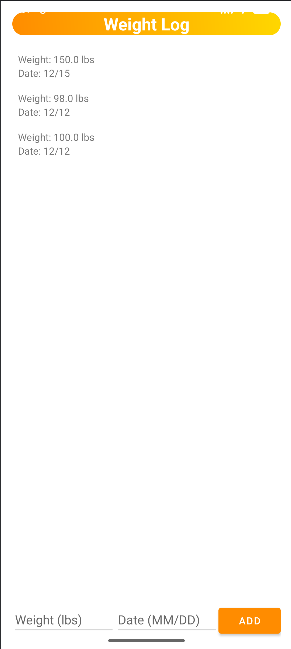 Weight Log
Weight: 150.0 lbs
Date: 12/15
Weight: 98.0 lbs
Date: 12/12
Weight: 100.0 lbs
Date: 12/12
Weight (lbs)
Date (MM/DD)
ADD